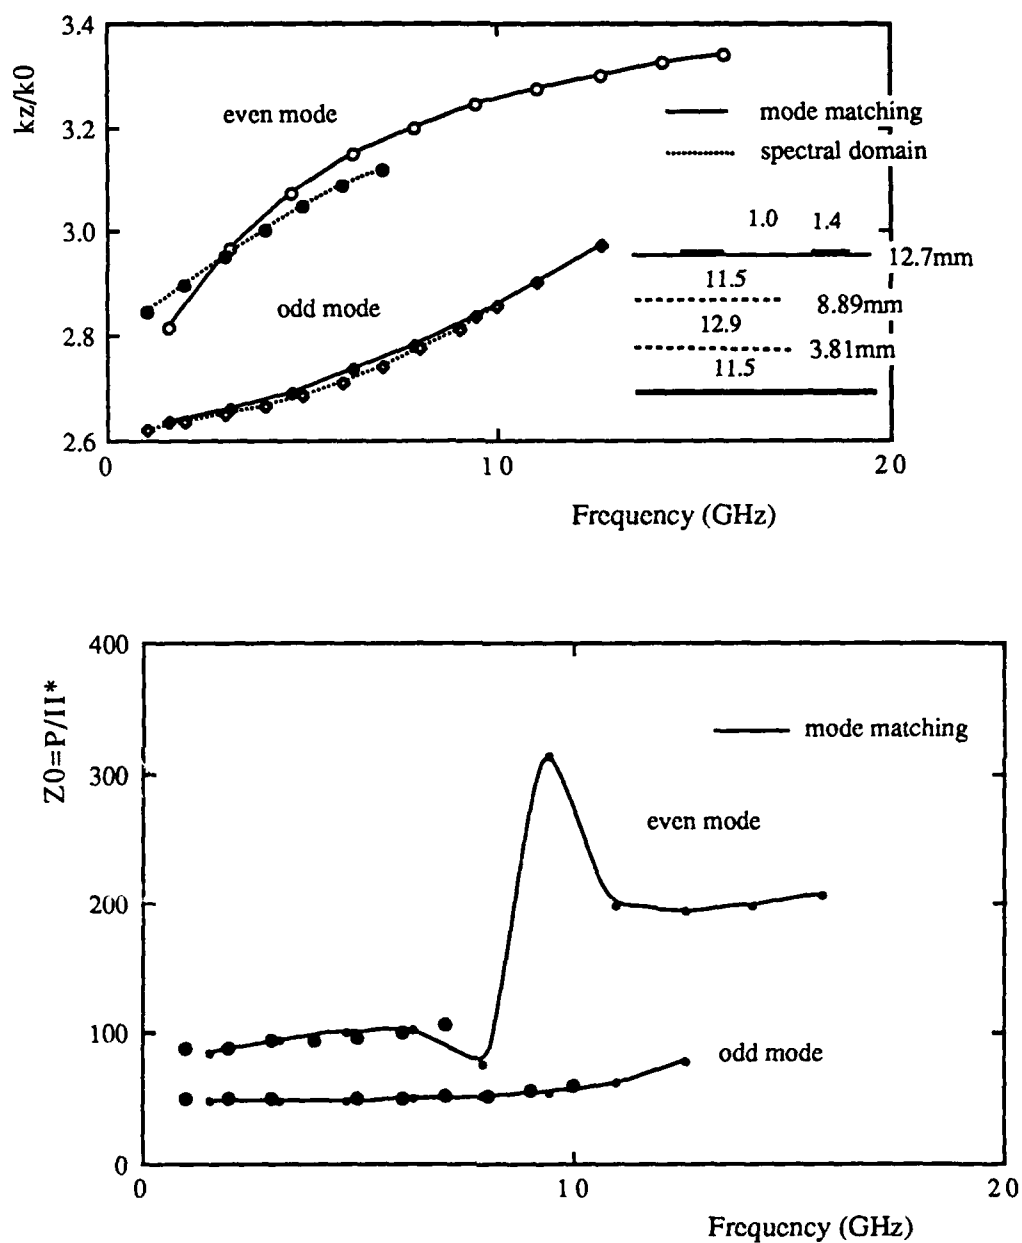 3.4
kz/k0
even mode
mode matching
3.2
spectral domain
1.0 1.4
3.0
12.7mm
11.5
odd mode
8.89mm
12.9
2.8
3.81mm
11.5
2.6
0 10 20
Frequency (GHz)
400
Z0=P/II*
mode matching
300
even mode
200
100
odd mode
0
0 10 20
Frequency (GHz)